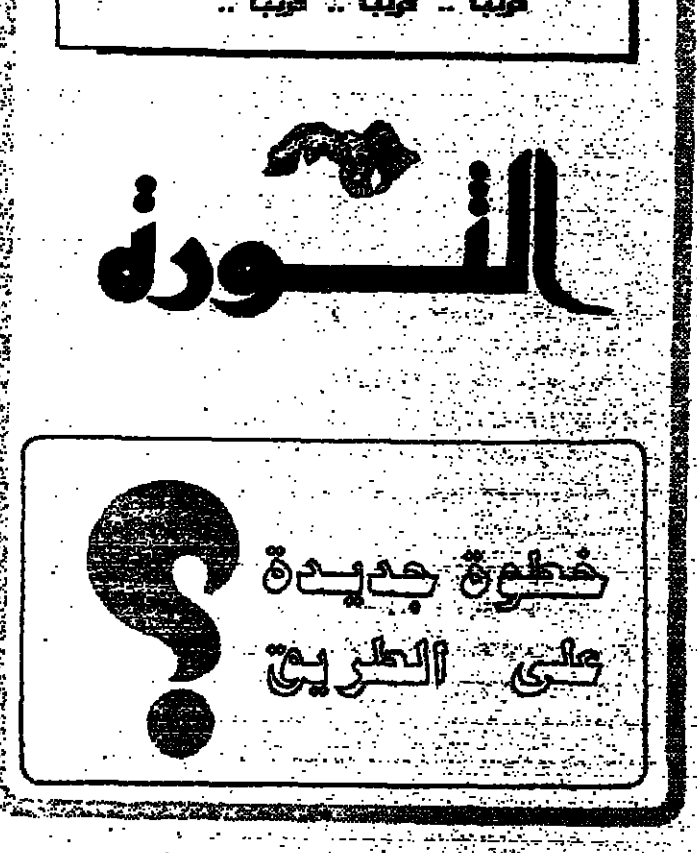 قريباً .. قريباً .. قريباً ..
الثورة
خطوة جديدة
على الطريق
؟